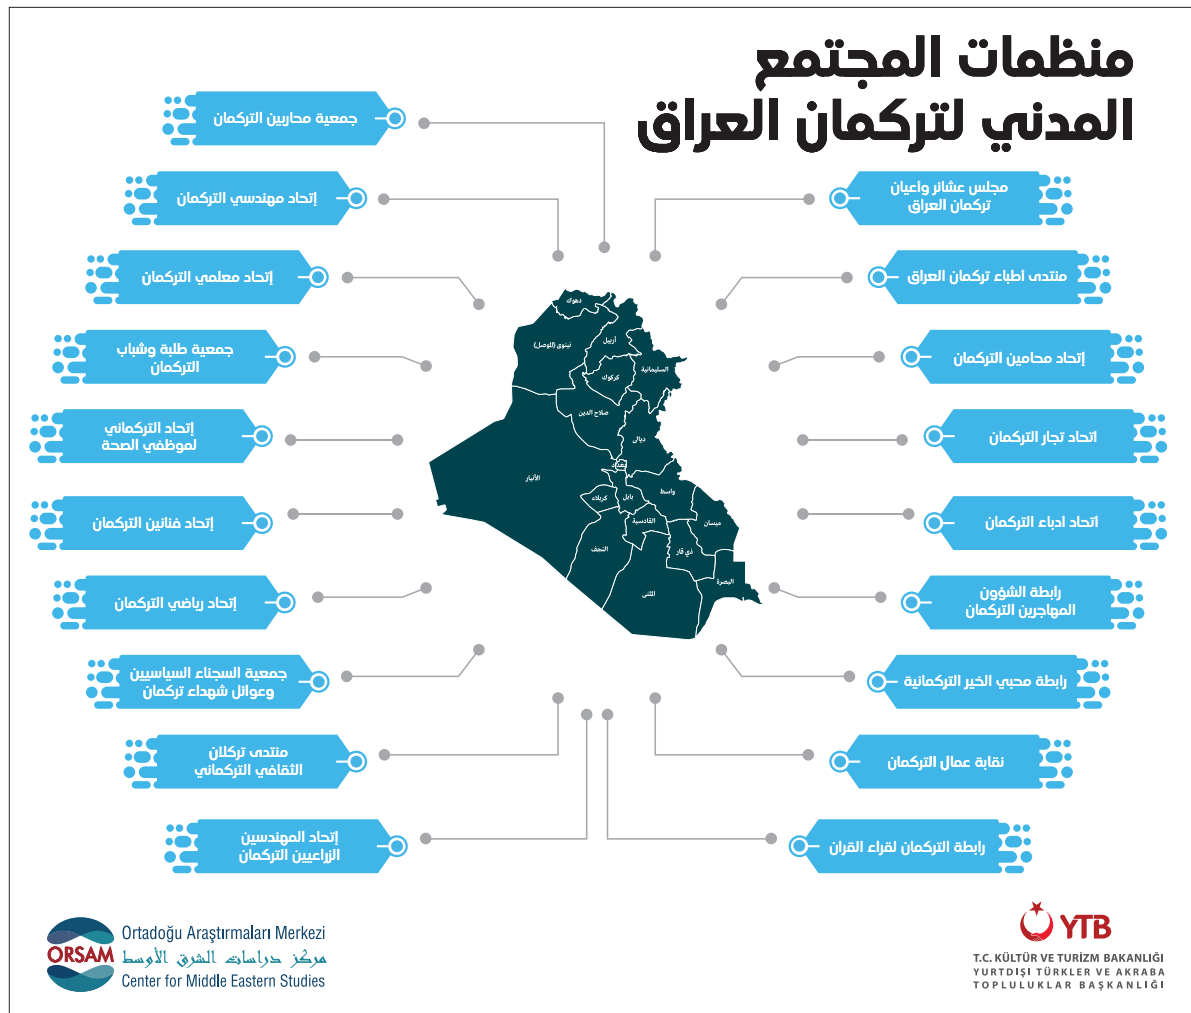 منظمات المجتمع
المدني لتركمان العراق
مجلس عشائر وأعيان
تركمان العراق
منتدى اطباء تركمان العراق
إتحاد محامين التركمان
اتحاد تجار التركمان
اتحاد ادباء التركمان
رابطة الشؤون
المهاجرين التركمان
رابطة محبي الخير التركمانية
نقابة عمال التركمان
رابطة التركمان لقراء القران
جمعية محاربين التركمان
إتحاد مهندسي التركمان
إتحاد معلمي التركمان
جمعية طلبة وشباب
التركمان
إتحاد التركماني
لموظفي الصحة
إتحاد فنانين التركمان
إتحاد رياضي التركمان
جمعية السجناء السياسيين
وعوائل شهداء تركمان
منتدى تركلان
الثقافي التركماني
إتحاد المهندسين
الزراعيين التركمان
دهوك
نينوى (الموصل)
أربيل
السليمانية
كركوك
صلاح الدين
ديالى
بغداد
الأنبار
واسط
بابل
كربلاء
القادسية
ميسان
النجف
ذي قار
البصرة
المثنى
ORSAM
Ortadoğu Araştırmaları Merkezi
مركز دراسات الشرق الأوسط
Center for Middle Eastern Studies
YTB
T.C. KÜLTÜR VE TURİZM BAKANLIĞI
YURTDIŞI TÜRKLER VE AKRABA
TOPLULUKLAR BAŞKANLIĞI